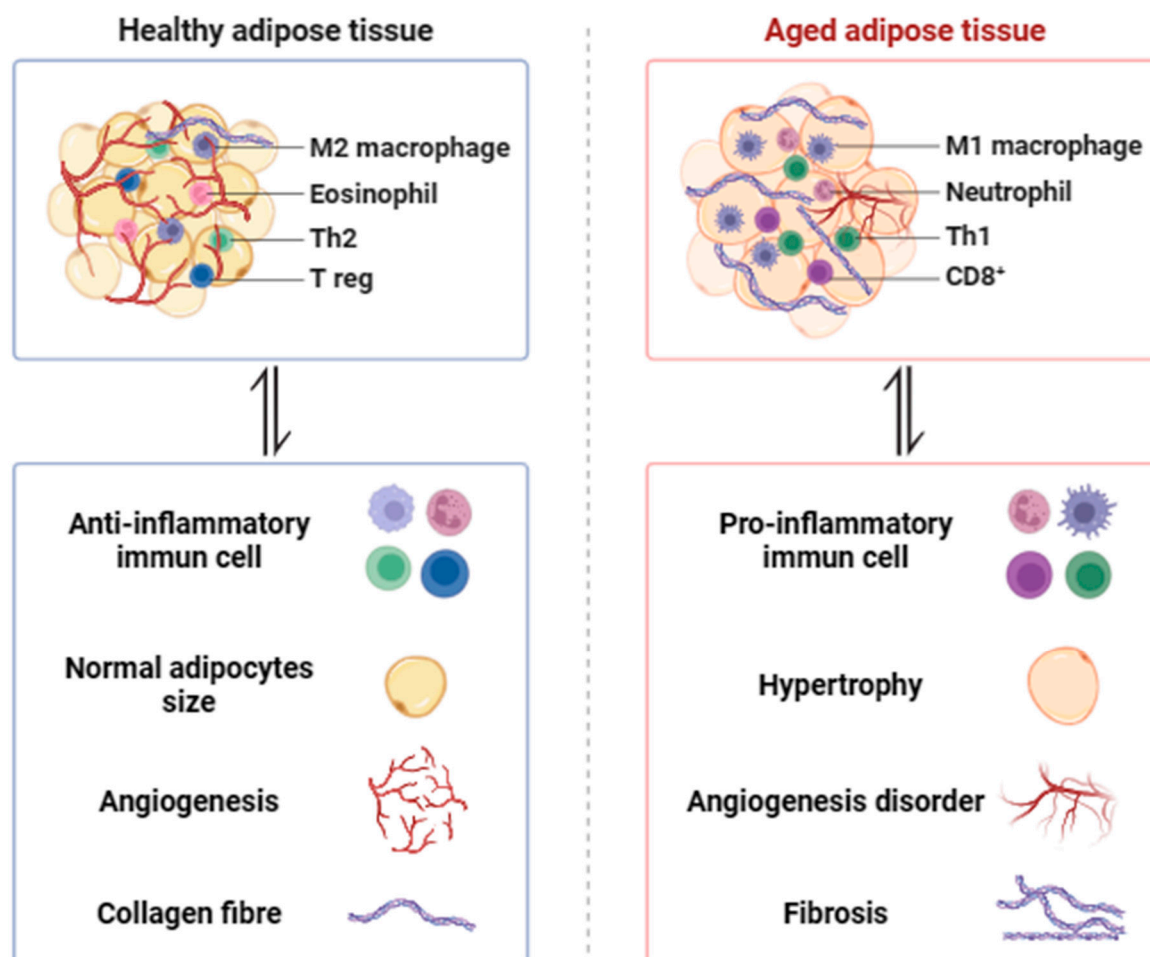 Healthy adipose tissue
M2 macrophage
Eosinophil
Th2
T reg
Anti-inflammatory
immun cell
Normal adipocytes
size
Angiogenesis
Collagen fibre
Aged adipose tissue
M1 macrophage
Neutrophil
Th1
CD8⁺
Pro-inflammatory
immun cell
Hypertrophy
Angiogenesis disorder
Fibrosis